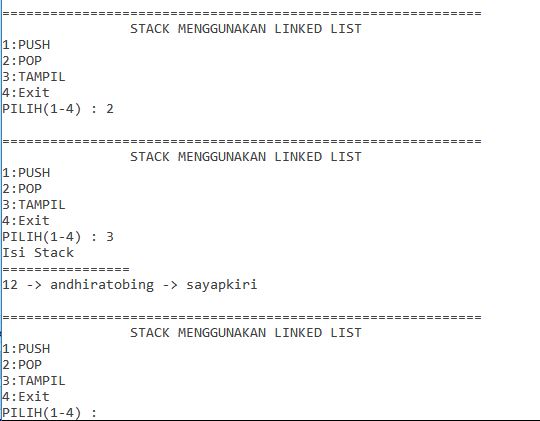 ============================================================
STACK MENGGUNAKAN LINKED LIST
1:PUSH
2:POP
3:TAMPIL
4:Exit
PILIH(1-4) : 2
============================================================
STACK MENGGUNAKAN LINKED LIST
1:PUSH
2:POP
3:TAMPIL
4:Exit
PILIH(1-4) : 3
Isi Stack
================
12 -> andhiratobing -> sayapkiri
============================================================
STACK MENGGUNAKAN LINKED LIST
1:PUSH
2:POP
3:TAMPIL
4:Exit
PILIH(1-4) :